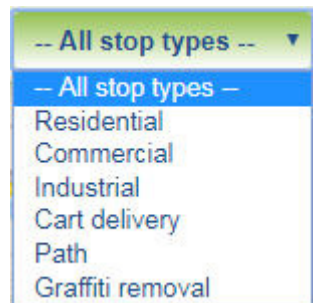 -- All stop types --
-- All stop types --
Residential
Commercial
Industrial
Cart delivery
Path
Graffiti removal